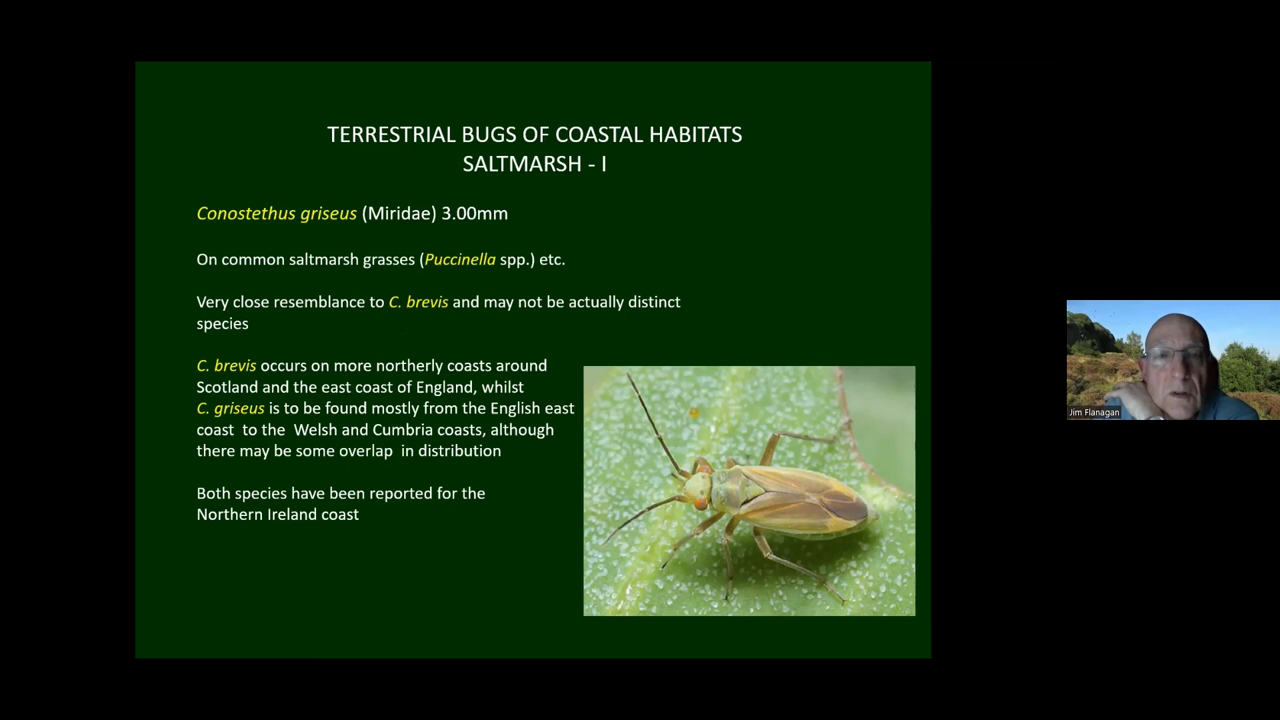 TERRESTRIAL BUGS OF COASTAL HABITATS
SALTMARSH - I
Conostethus griseus (Miridae) 3.00mm
On common saltmarsh grasses (Puccinella spp.) etc.
Very close resemblance to C. brevis and may not be actually distinct
species
C. brevis occurs on more northerly coasts around
Scotland and the east coast of England, whilst
C. griseus is to be found mostly from the English east
coast to the Welsh and Cumbria coasts, although
there may be some overlap in distribution
Both species have been reported for the
Northern Ireland coast
Jim Flanagan